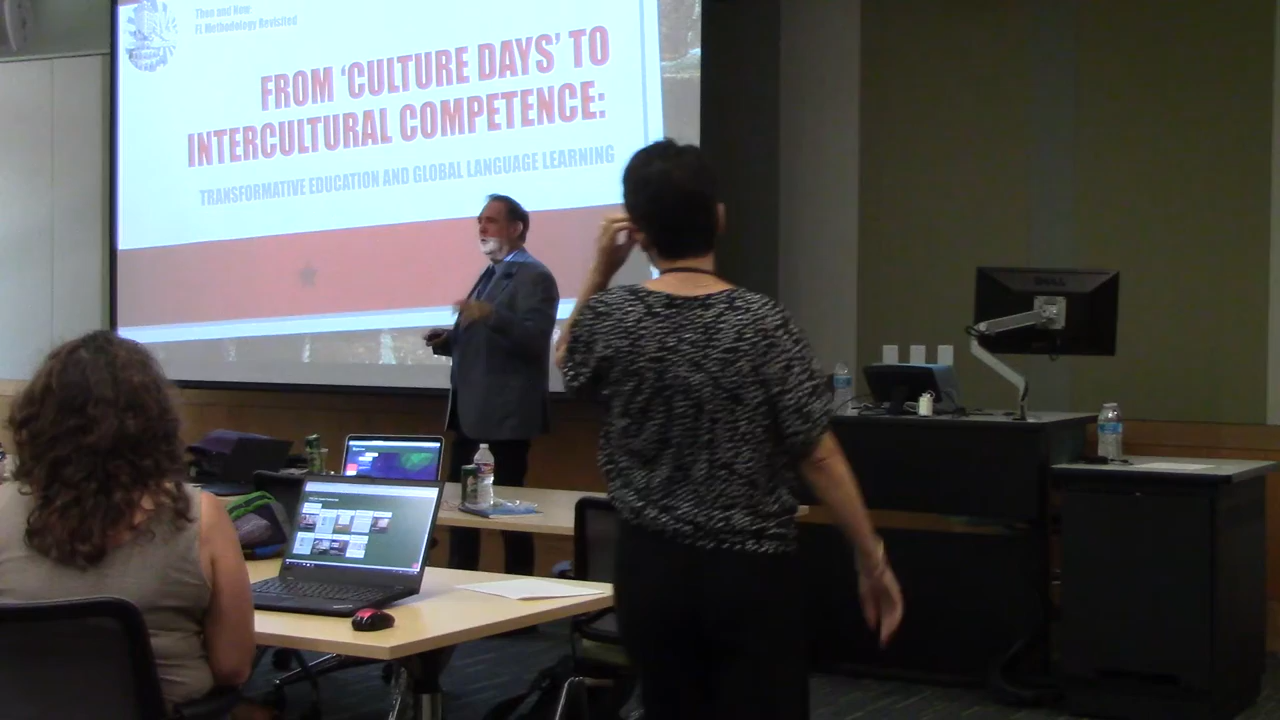 Then and Now
FL Methodology Revisited
FROM ‘CULTURE DAYS’ TO
INTERCULTURAL COMPETENCE:
TRANSFORMATIVE EDUCATION AND GLOBAL LANGUAGE LEARNING
DELL